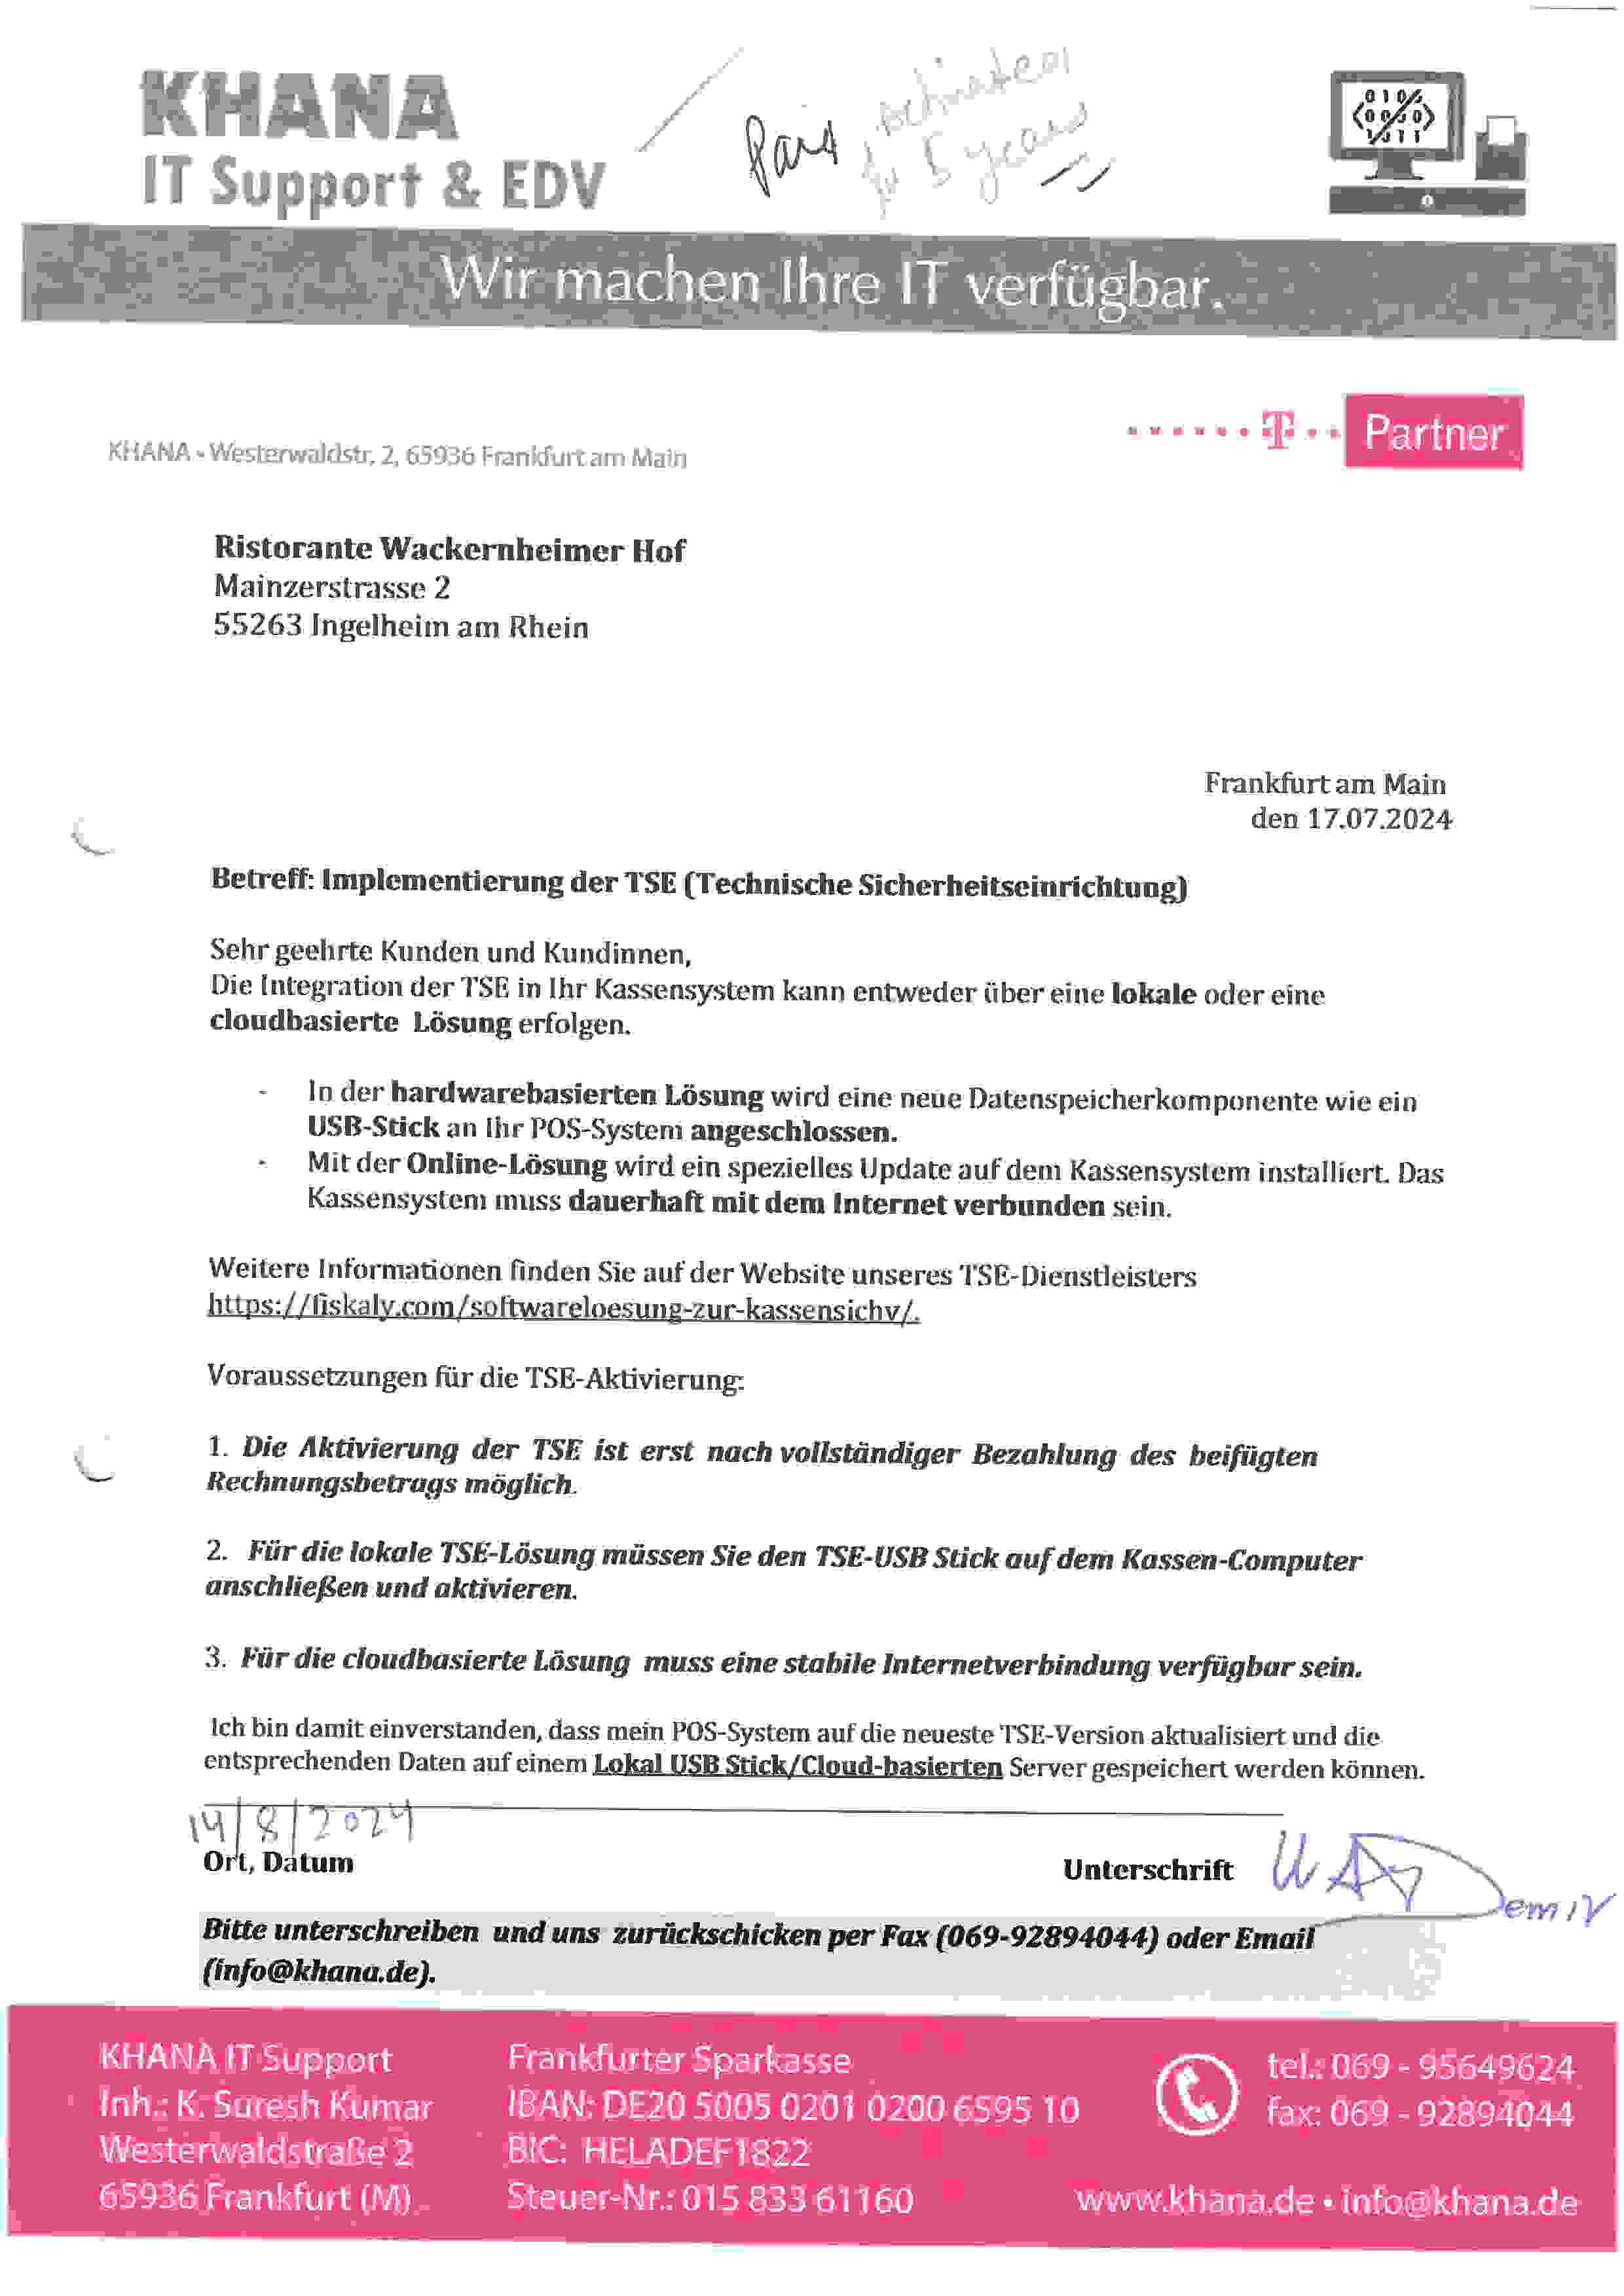 KHANA
IT Support & EDV
Paid
activated
for 5 years
0101
0030
1011
Wir machen Ihre IT verfügbar.
T Partner
KHANA - Westerwaldstr. 2, 65936 Frankfurt am Main
Ristorante Wackernheimer Hof
Mainzerstrasse 2
55263 Ingelheim am Rhein
Frankfurt am Main
den 17.07.2024
Betreff: Implementierung der TSE (Technische Sicherheitseinrichtung)
Sehr geehrte Kunden und Kundinnen,
Die Integration der TSE in Ihr Kassensystem kann entweder über eine lokale oder eine
cloudbasierte Lösung erfolgen.
- In der hardwarebasierten Lösung wird eine neue Datenspeicherkomponente wie ein
USB-Stick an Ihr POS-System angeschlossen.
- Mit der Online-Lösung wird ein spezielles Update auf dem Kassensystem installiert. Das
Kassensystem muss dauerhaft mit dem Internet verbunden sein.
Weitere Informationen finden Sie auf der Website unseres TSE-Dienstleisters
https://fiskaly.com/softwareloesung-zur-kassensichv/.
Voraussetzungen für die TSE-Aktivierung:
1. Die Aktivierung der TSE ist erst nach vollständiger Bezahlung des beifügten
Rechnungsbetrags möglich.
2. Für die lokale TSE-Lösung müssen Sie den TSE-USB Stick auf dem Kassen-Computer
anschließen und aktivieren.
3. Für die cloudbasierte Lösung muss eine stabile Internetverbindung verfügbar sein.
Ich bin damit einverstanden, dass mein POS-System auf die neueste TSE-Version aktualisiert und die
entsprechenden Daten auf einem Lokal USB Stick/Cloud-basierten Server gespeichert werden können.
14/8/2024
Ort, Datum
Unterschrift Demir
Bitte unterschreiben und uns zurückschicken per Fax (069-92894044) oder Email
(info@khana.de).
KHANA IT Support
Inh.: K. Suresh Kumar
Westerwaldstraße 2
65936 Frankfurt (M)
Frankfurter Sparkasse
IBAN: DE20 5005 0201 0200 6595 10
BIC: HELADEF1822
Steuer-Nr.: 015 833 61160
tel.: 069 - 95649624
fax: 069 - 92894044
www.khana.de • info@khana.de